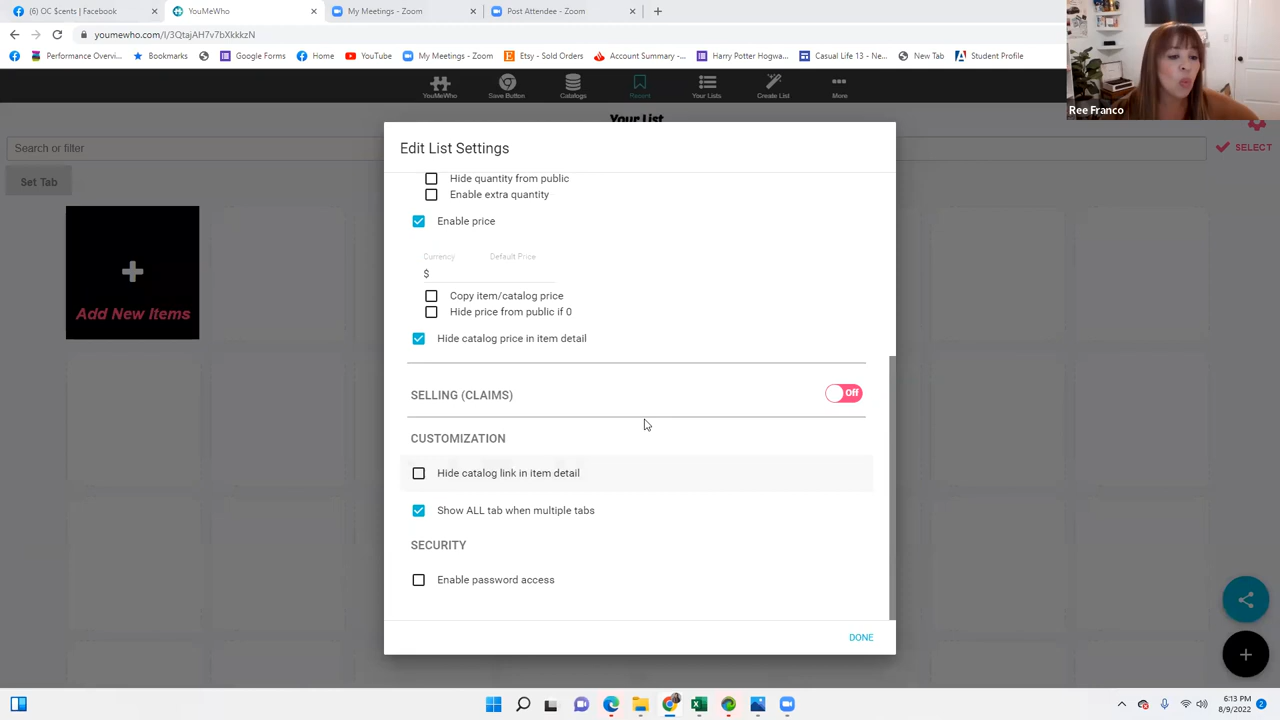 (6) OC Scents | Facebook
YouMeWho
My Meetings - Zoom
Post Attendee - Zoom
youmewho.com/l/3QtajAH7v7bXkkkzN
Performance Overvi...
Bookmarks
Google Forms
Home
YouTube
My Meetings - Zoom
Etsy - Sold Orders
Account Summary -...
Harry Potter Hogwa...
Casual Life 13 - Ne...
New Tab
Student Profile
YouMeWho
Save Button
Catalogs
Recent
Your Lists
Create List
More
Ree Franco
Your List
Search or filter
SELECT
Set Tab
Add New Items
Edit List Settings
Hide quantity from public
Enable extra quantity
Enable price
Currency
Default Price
$
Copy item/catalog price
Hide price from public if 0
Hide catalog price in item detail
SELLING (CLAIMS)
Off
CUSTOMIZATION
Hide catalog link in item detail
Show ALL tab when multiple tabs
SECURITY
Enable password access
DONE
6:13 PM
8/9/2022
2